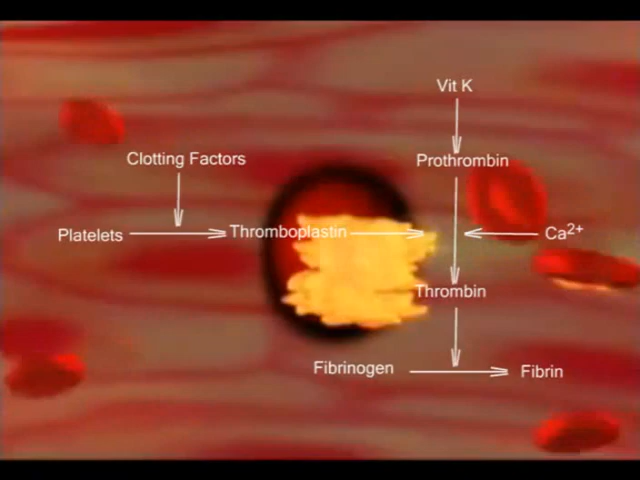 Vit K
Clotting Factors
Prothrombin
Platelets
Thromboplastin
Ca²⁺
Thrombin
Fibrinogen
Fibrin